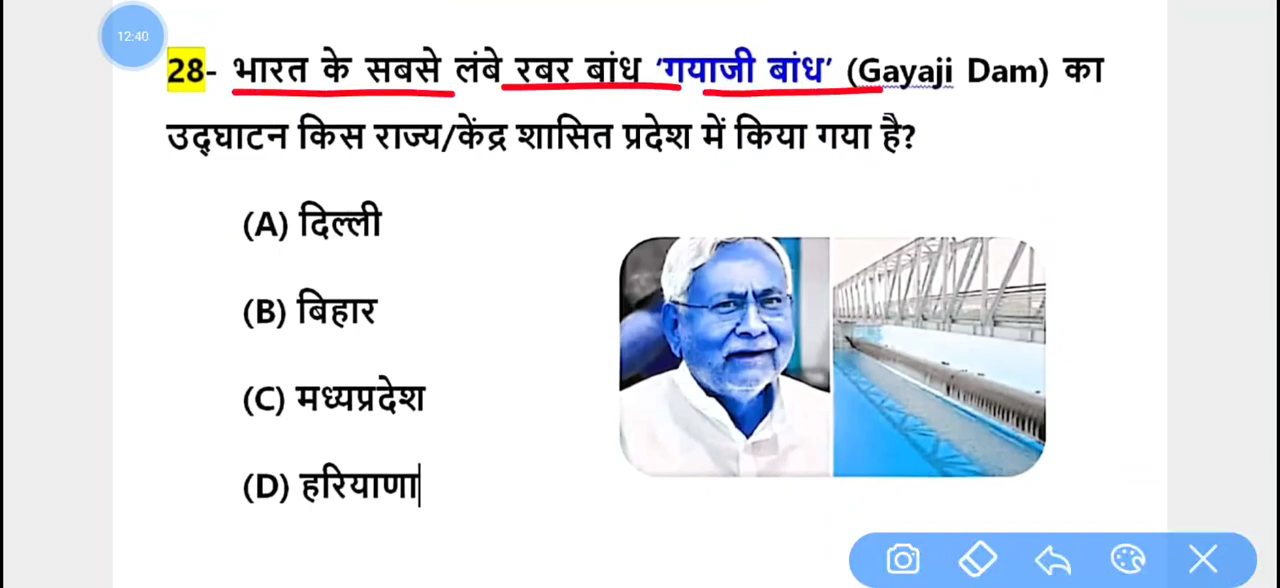 12:40
28- भारत के सबसे लंबे रबर बांध ‘गयाजी बांध’ (Gayaji Dam) का
उद्घाटन किस राज्य/केंद्र शासित प्रदेश में किया गया है?
(A) दिल्ली
(B) बिहार
(C) मध्यप्रदेश
(D) हरियाणा